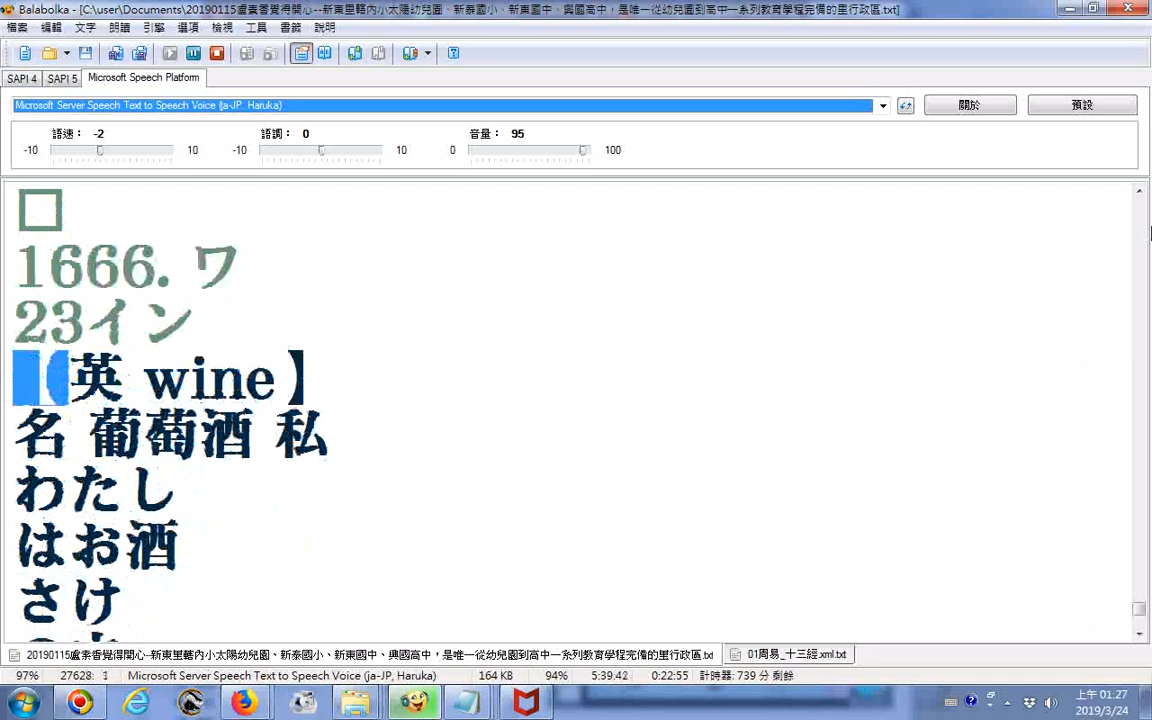 Balabolka - [C:\user\Documents\20190115盧素香覺得開心--新東里轄內小太陽幼兒園、新泰國小、新東國中、興國高中，是唯一從幼兒園到高中一系列教育學程完備的里行政區.txt]
檔案 編輯 文字 朗讀 引擎 選項 檢視 工具 書籤 說明
SAPI 4 SAPI 5 Microsoft Speech Platform
Microsoft Server Speech Text to Speech Voice (ja-JP, Haruka)
關於 預設
語速： -2 語調： 0 音量： 95
-10 10 -10 10 0 100
1666. ワ
23イン
【英 wine】
名 葡萄酒 私
わたし
はお酒
さけ
20190115盧素香覺得開心--新東里轄內小太陽幼兒園、新泰國小、新東國中、興國高中，是唯一從幼兒園到高中一系列教育學程完備的里行政區.txt 01周易_十三經.xml.txt
97% 27628: 1 Microsoft Server Speech Text to Speech Voice (ja-JP, Haruka) 164 KB 94% 5:39.42 0:22:55 計時器: 739 分 剩餘
上午 01:27
2019/3/24